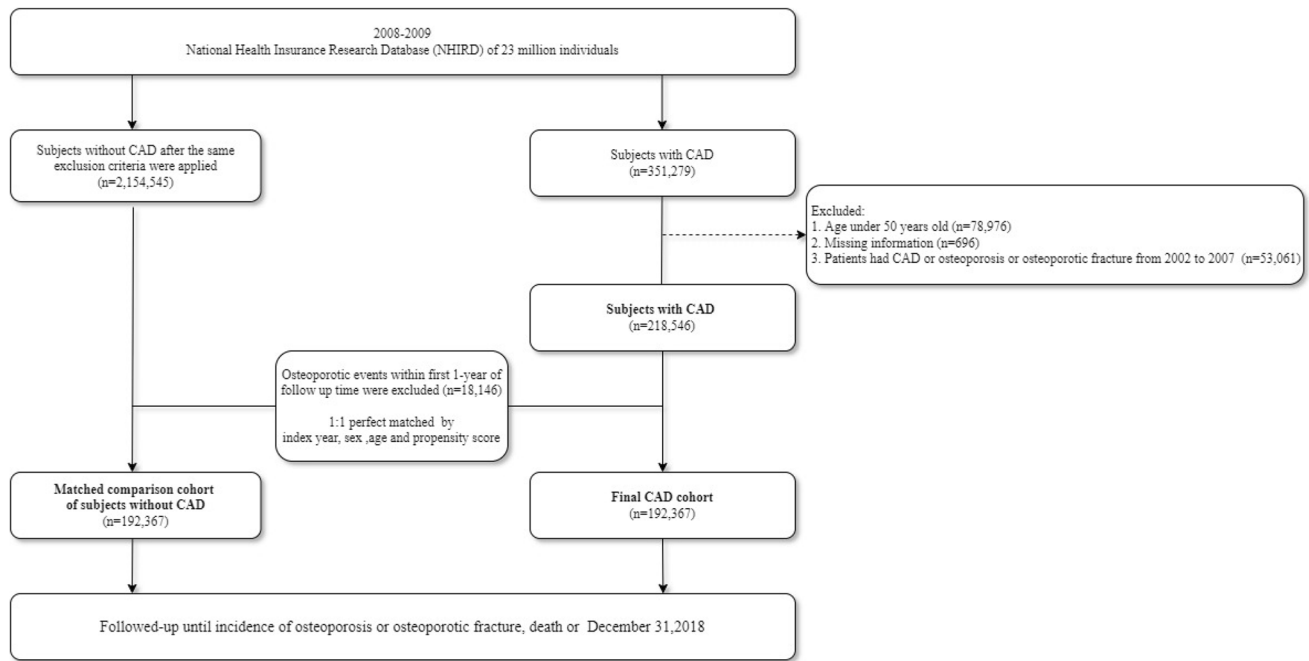 2008-2009
National Health Insurance Research Database (NHIRD) of 23 million individuals
Subjects without CAD after the same
exclusion criteria were applied
(n=2,154,545)
Subjects with CAD
(n=351,279)
Excluded:
1. Age under 50 years old (n=78,976)
2. Missing information (n=696)
3. Patients had CAD or osteoporosis or osteoporotic fracture from 2002 to 2007 (n=53,061)
Subjects with CAD
(n=218,546)
Osteoporotic events within first 1-year of
follow up time were excluded (n=18,146)
1:1 perfect matched by
index year, sex ,age and propensity score
Matched comparison cohort
of subjects without CAD
(n=192,367)
Final CAD cohort
(n=192,367)
Followed-up until incidence of osteoporosis or osteoporotic fracture, death or December 31,2018